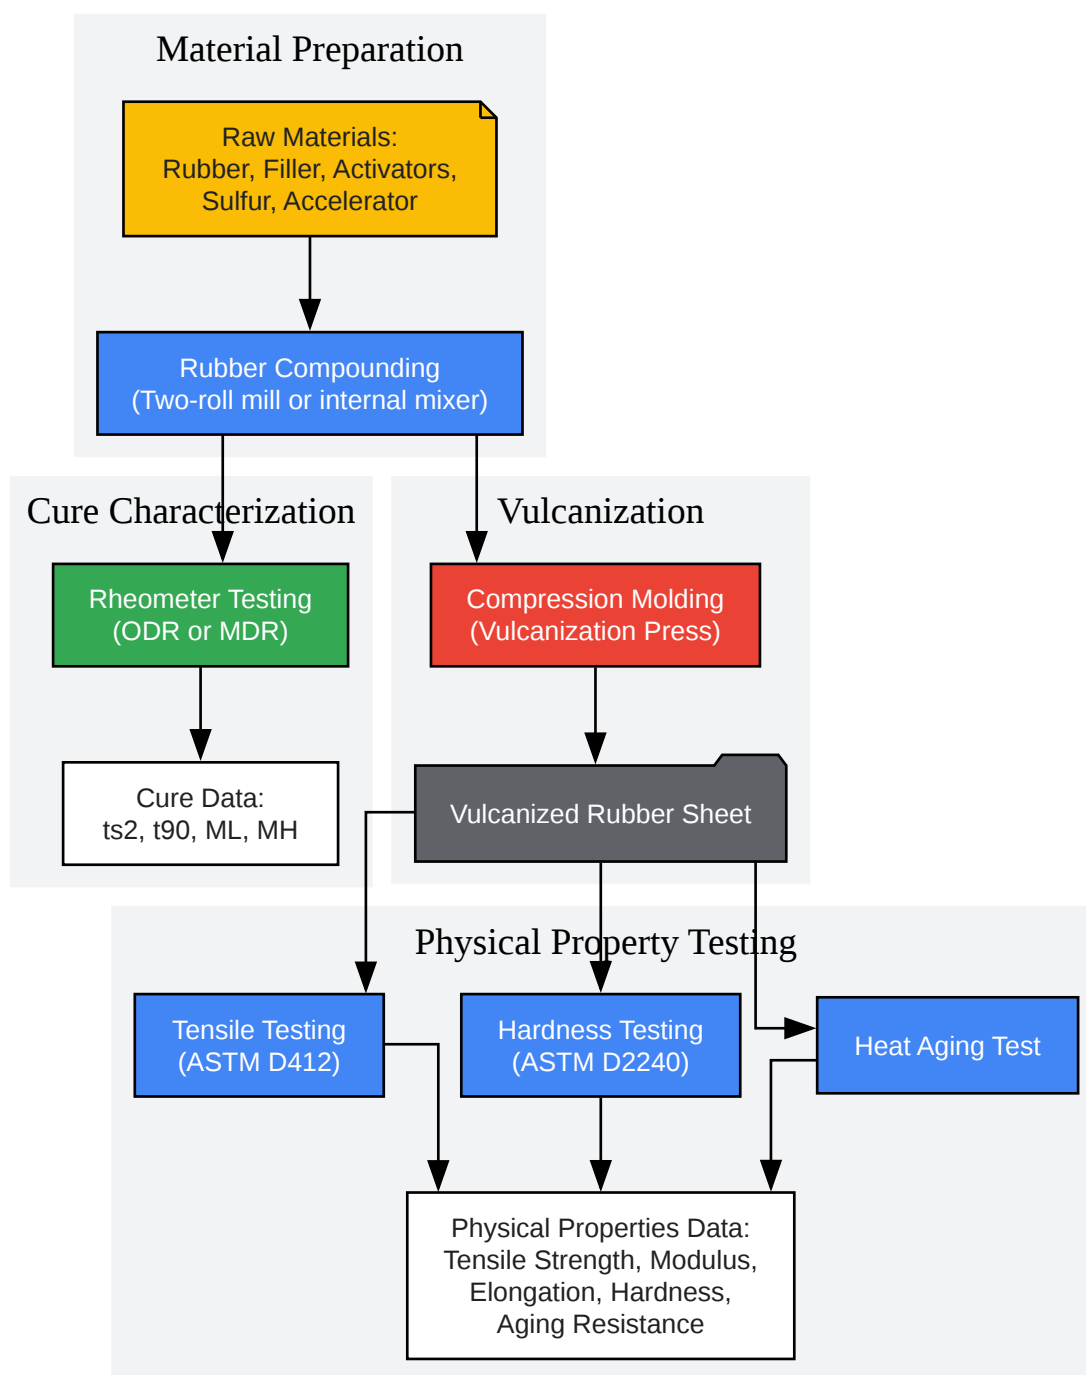 Material Preparation
Raw Materials:
Rubber, Filler, Activators,
Sulfur, Accelerator
Rubber Compounding
(Two-roll mill or internal mixer)
Cure Characterization
Rheometer Testing
(ODR or MDR)
Cure Data:
ts2, t90, ML, MH
Vulcanization
Compression Molding
(Vulcanization Press)
Vulcanized Rubber Sheet
Physical Property Testing
Tensile Testing
(ASTM D412)
Hardness Testing
(ASTM D2240)
Heat Aging Test
Physical Properties Data:
Tensile Strength, Modulus,
Elongation, Hardness,
Aging Resistance